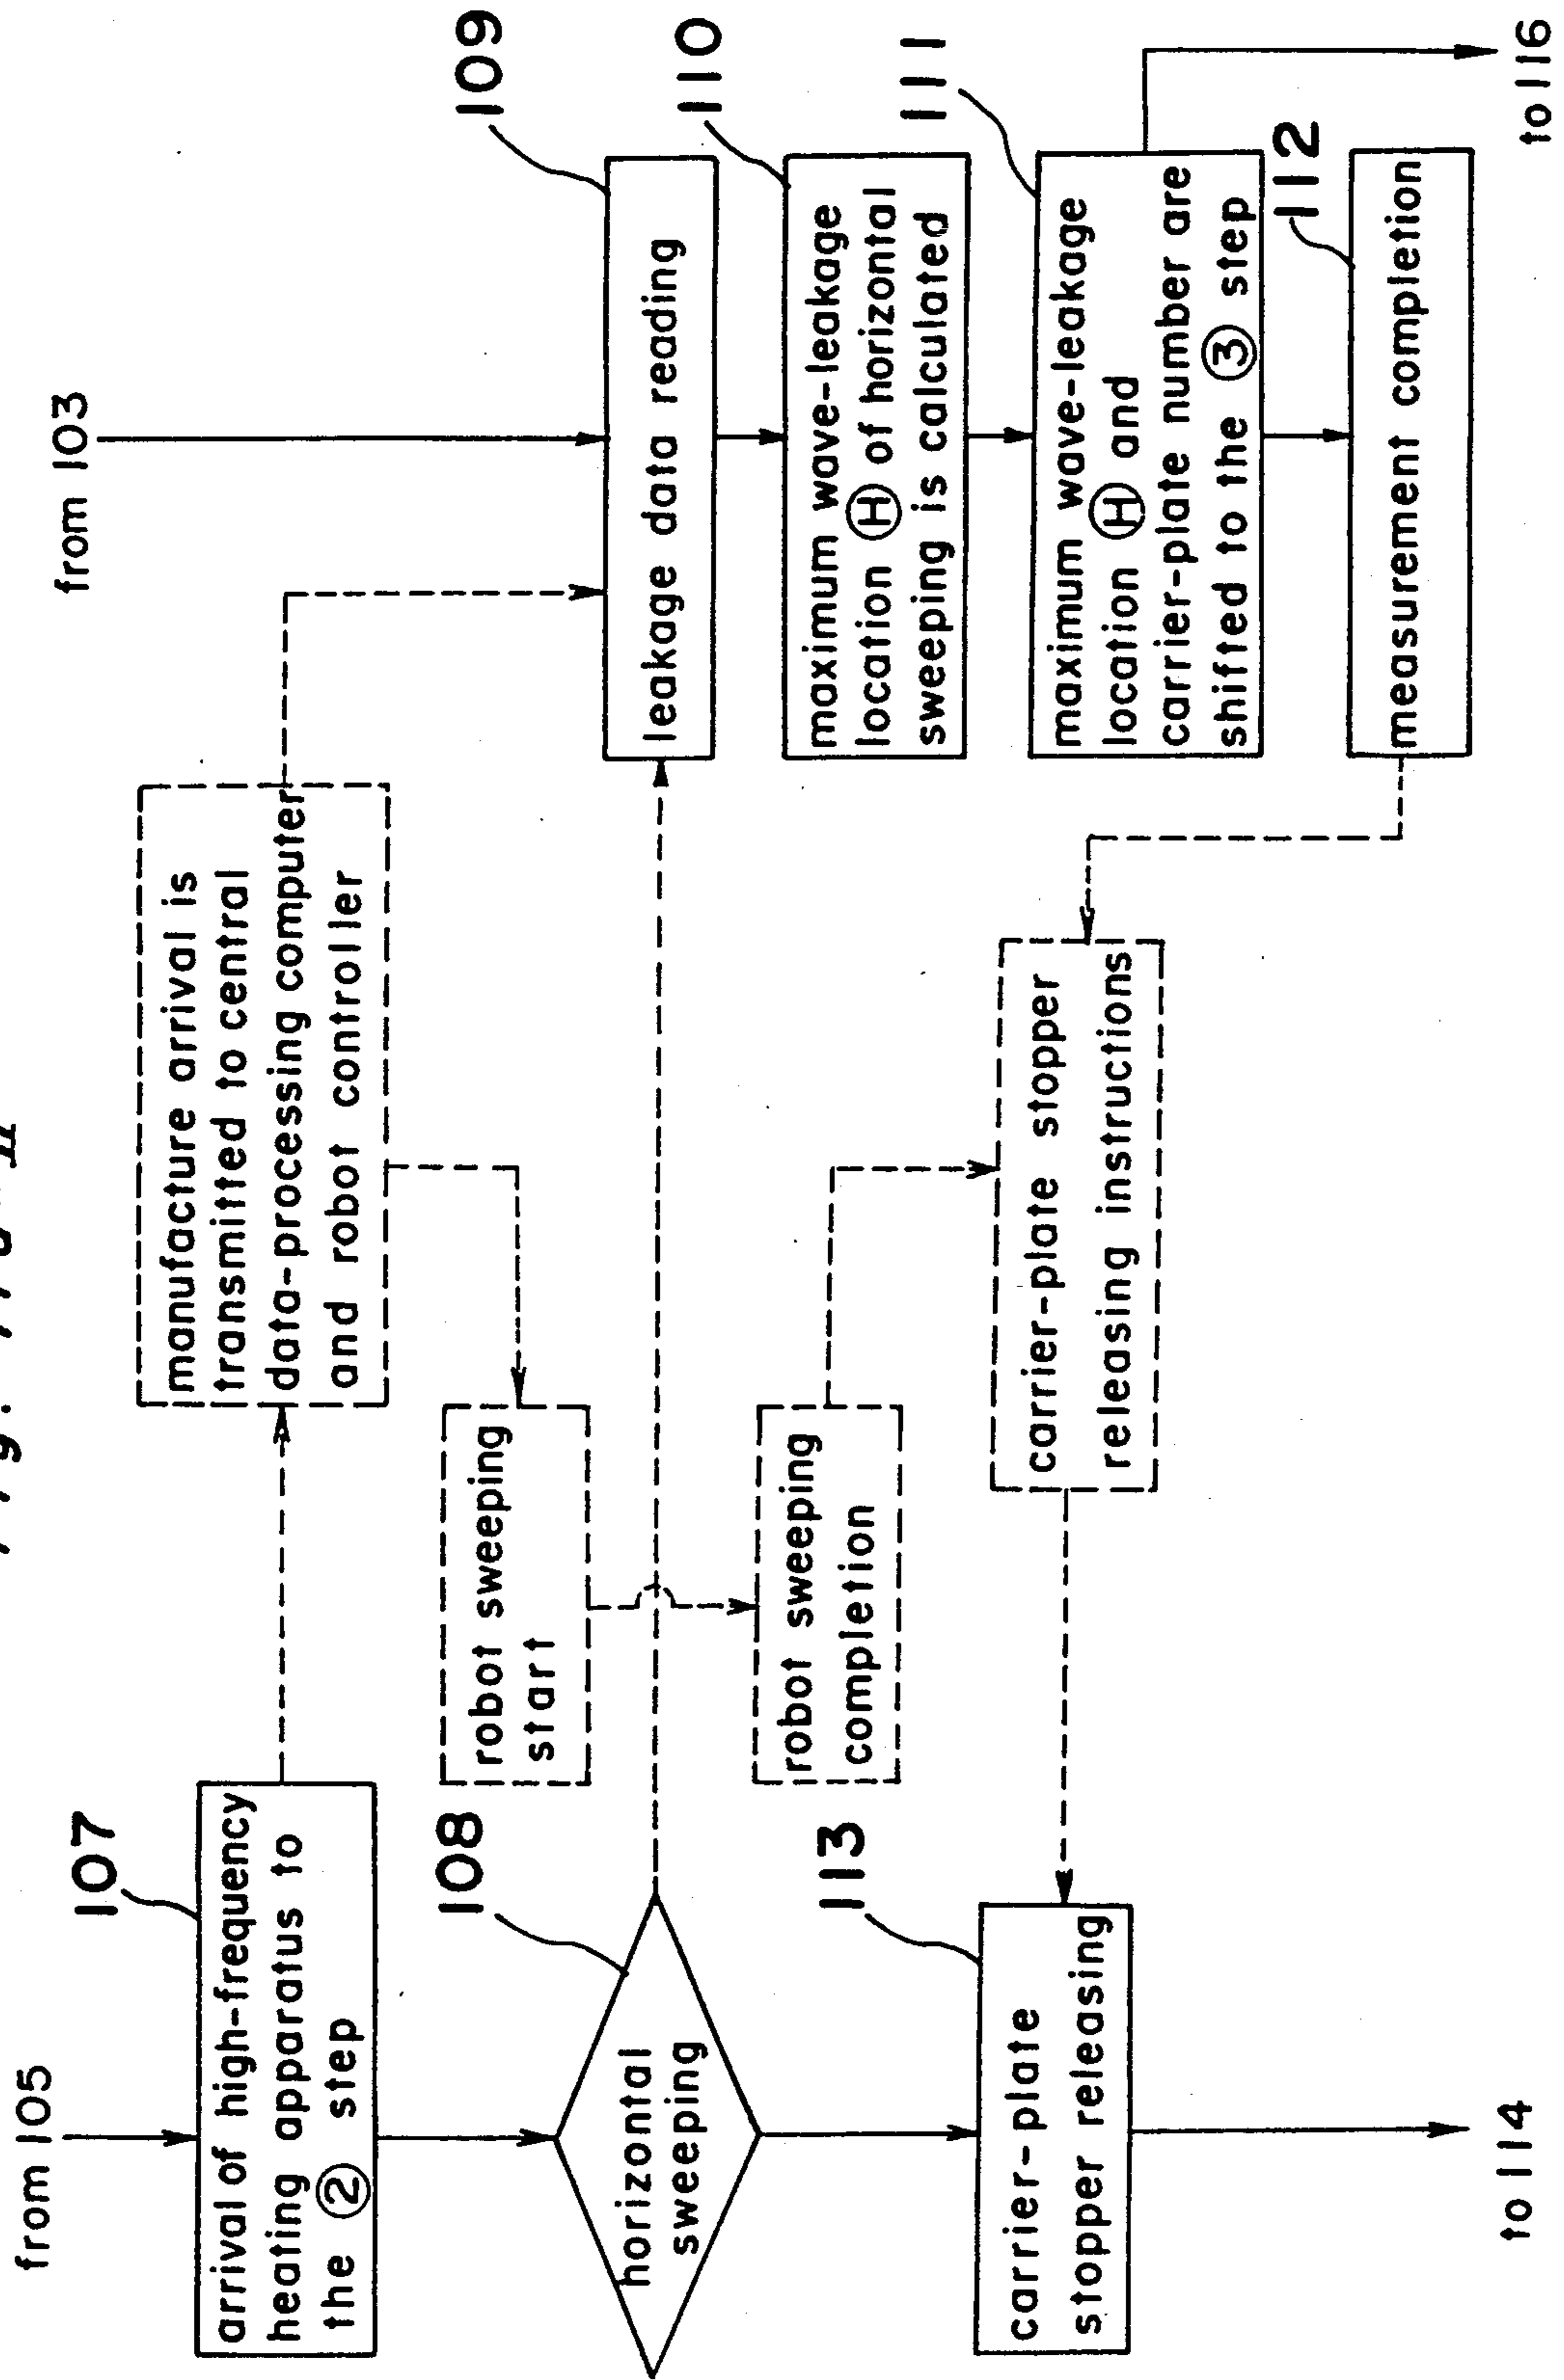 from 105
107
arrival of high-frequency
heating apparatus to
the ② step
108
horizontal
sweeping
113
carrier-plate
stopper releasing
to 114
manufacture arrival is
transmitted to central
data-processing computer
and robot controller
robot sweeping
start
robot sweeping
completion
carrier-plate stopper
releasing instructions
from 103
109
leakage data reading
110
maximum wave-leakage
location Ⓗ of horizontal
sweeping is calculated
111
maximum wave-leakage
location Ⓗ and
carrier-plate number are
shifted to the ③ step
112
measurement completion
to 116